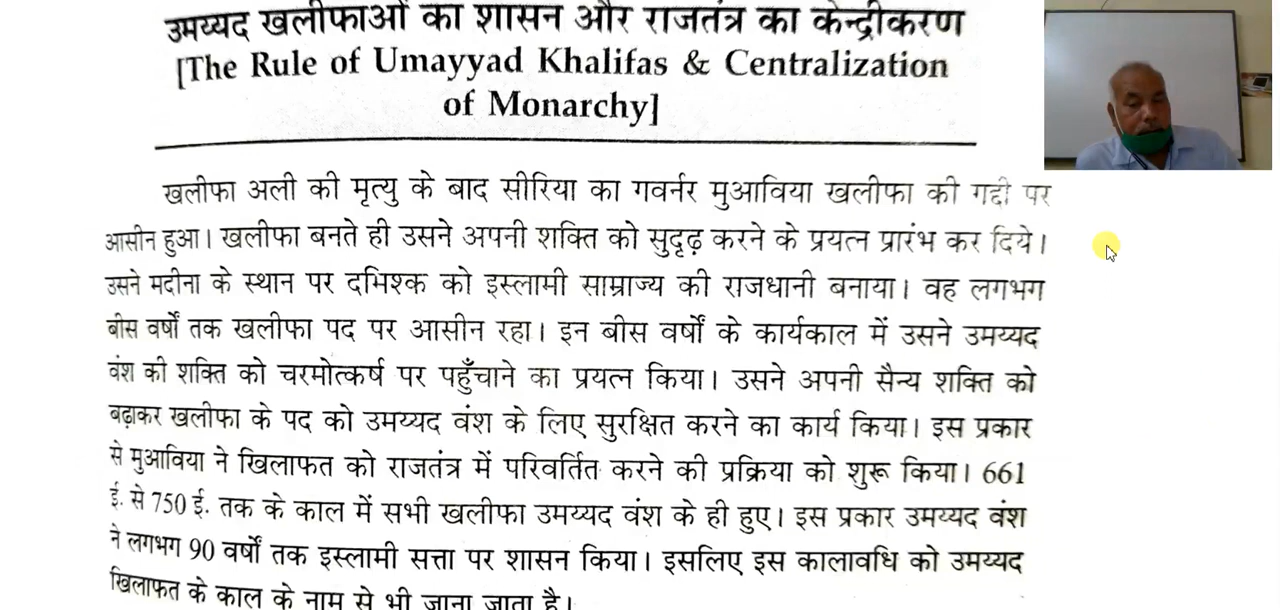 उमय्यद खलीफाओं का शासन और राजतंत्र का केन्द्रीकरण
[The Rule of Umayyad Khalifas & Centralization
of Monarchy]
खलीफा अली की मृत्यु के बाद सीरिया का गवर्नर मुआविया खलीफा की गद्दी पर
आसीन हुआ। खलीफा बनते ही उसने अपनी शक्ति को सुदृढ़ करने के प्रयत्न प्रारंभ कर दिये।
उसने मदीना के स्थान पर दमिश्क को इस्लामी साम्राज्य की राजधानी बनाया। वह लगभग
बीस वर्षों तक खलीफा पद पर आसीन रहा। इन बीस वर्षों के कार्यकाल में उसने उमय्यद
वंश की शक्ति को चरमोत्कर्ष पर पहुँचाने का प्रयत्न किया। उसने अपनी सैन्य शक्ति को
बढ़ाकर खलीफा के पद को उमय्यद वंश के लिए सुरक्षित करने का कार्य किया। इस प्रकार
से मुआविया ने खिलाफत को राजतंत्र में परिवर्तित करने की प्रक्रिया को शुरू किया। 661
ई. से 750 ई. तक के काल में सभी खलीफा उमय्यद वंश के ही हुए। इस प्रकार उमय्यद वंश
ने लगभग 90 वर्षों तक इस्लामी सत्ता पर शासन किया। इसलिए इस कालावधि को उमय्यद
खिलाफत के काल के नाम से भी जाना जाता है।